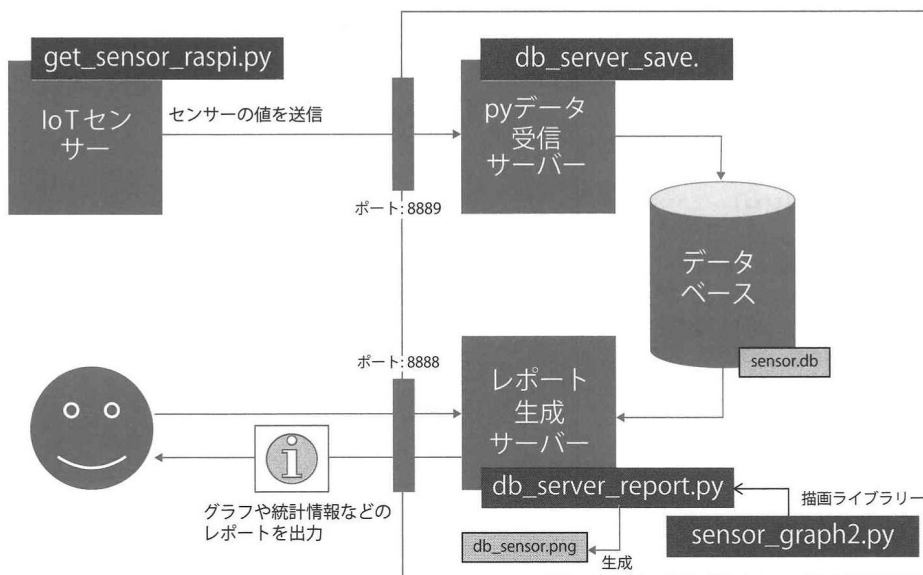 get_sensor_raspi.py
IoTセン
サー
センサーの値を送信
ポート: 8889
db_server_save.
pyデータ
受信
サーバー
データ
ベース
sensor.db
ポート: 8888
レポート
生成
サーバー
db_server_report.py
i
グラフや統計情報などの
レポートを出力
db_sensor.png
生成
描画ライブラリー
sensor_graph2.py